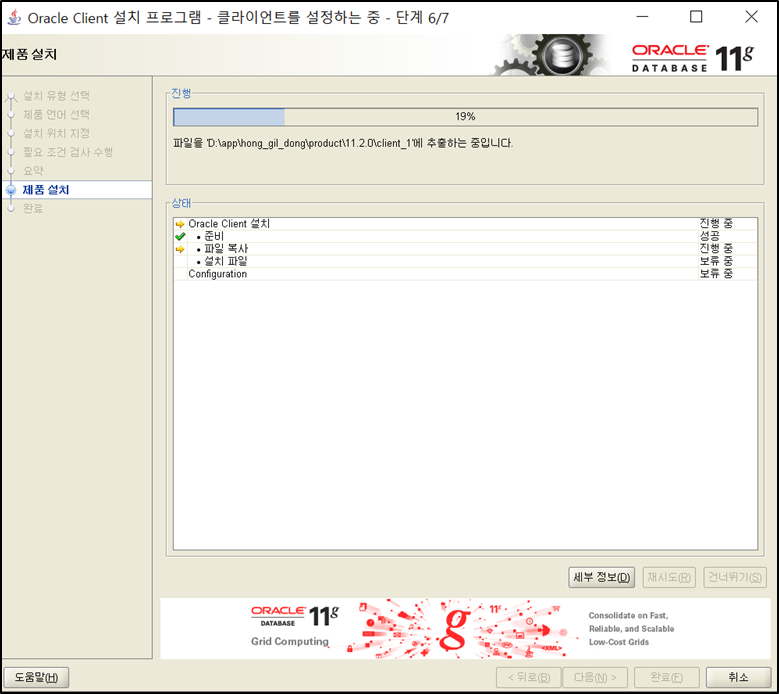 Oracle Client 설치 프로그램 - 클라이언트를 설정하는 중 - 단계 6/7
제품 설치
ORACLE
DATABASE 11g
설치 유형 선택
제품 언어 선택
설치 위치 지정
필요 조건 검사 수행
요약
제품 설치
완료
진행
19%
파일을 'D:\app\hong_gil_dong\product\11.2.0\client_1'에 추출하는 중입니다.
상태
Oracle Client 설치 진행 중
• 준비 성공
• 파일 복사 진행 중
• 설치 파일 보류 중
Configuration 보류 중
세부 정보(D) 재시도(R) 건너뛰기(S)
ORACLE
DATABASE 11g
Grid Computing
g
11g
<XML>
Consolidate on Fast,
Reliable, and Scalable
Low-Cost Grids
도움말(H) < 뒤로(B) 다음(N) > 완료(F) 취소